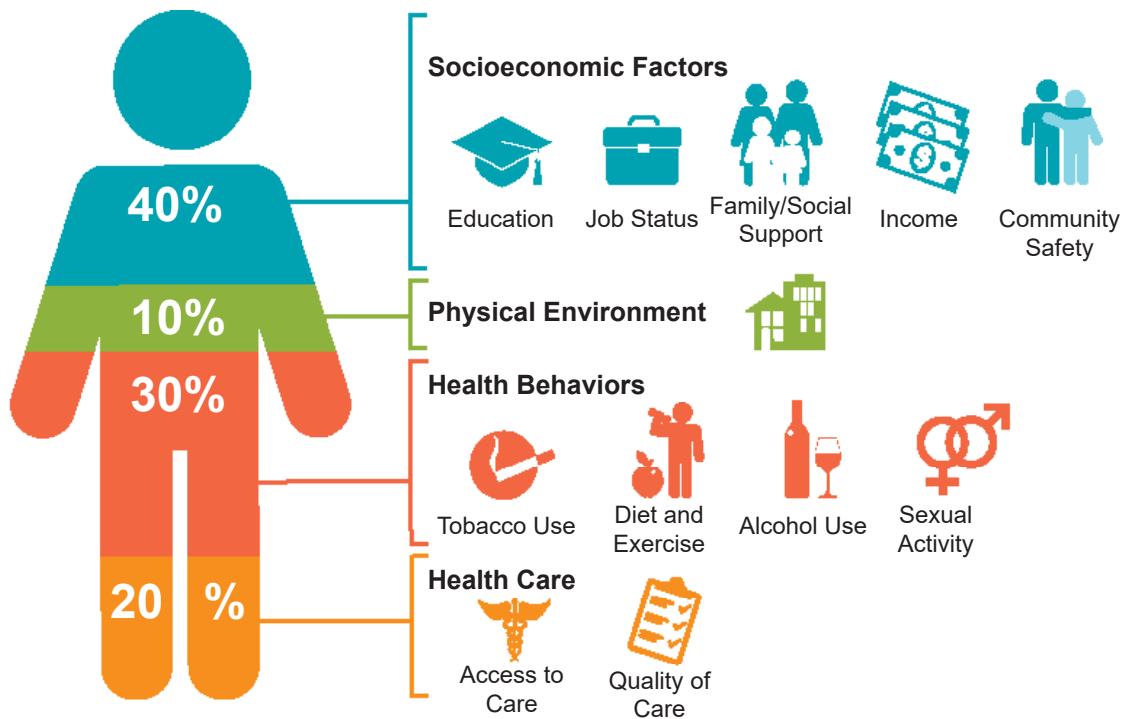 Socioeconomic Factors
40%
Education
Job Status
Family/Social
Support
Income
Community
Safety
10%
Physical Environment
30%
Health Behaviors
Tobacco Use
Diet and
Exercise
Alcohol Use
Sexual
Activity
20 %
Health Care
Access to
Care
Quality of
Care